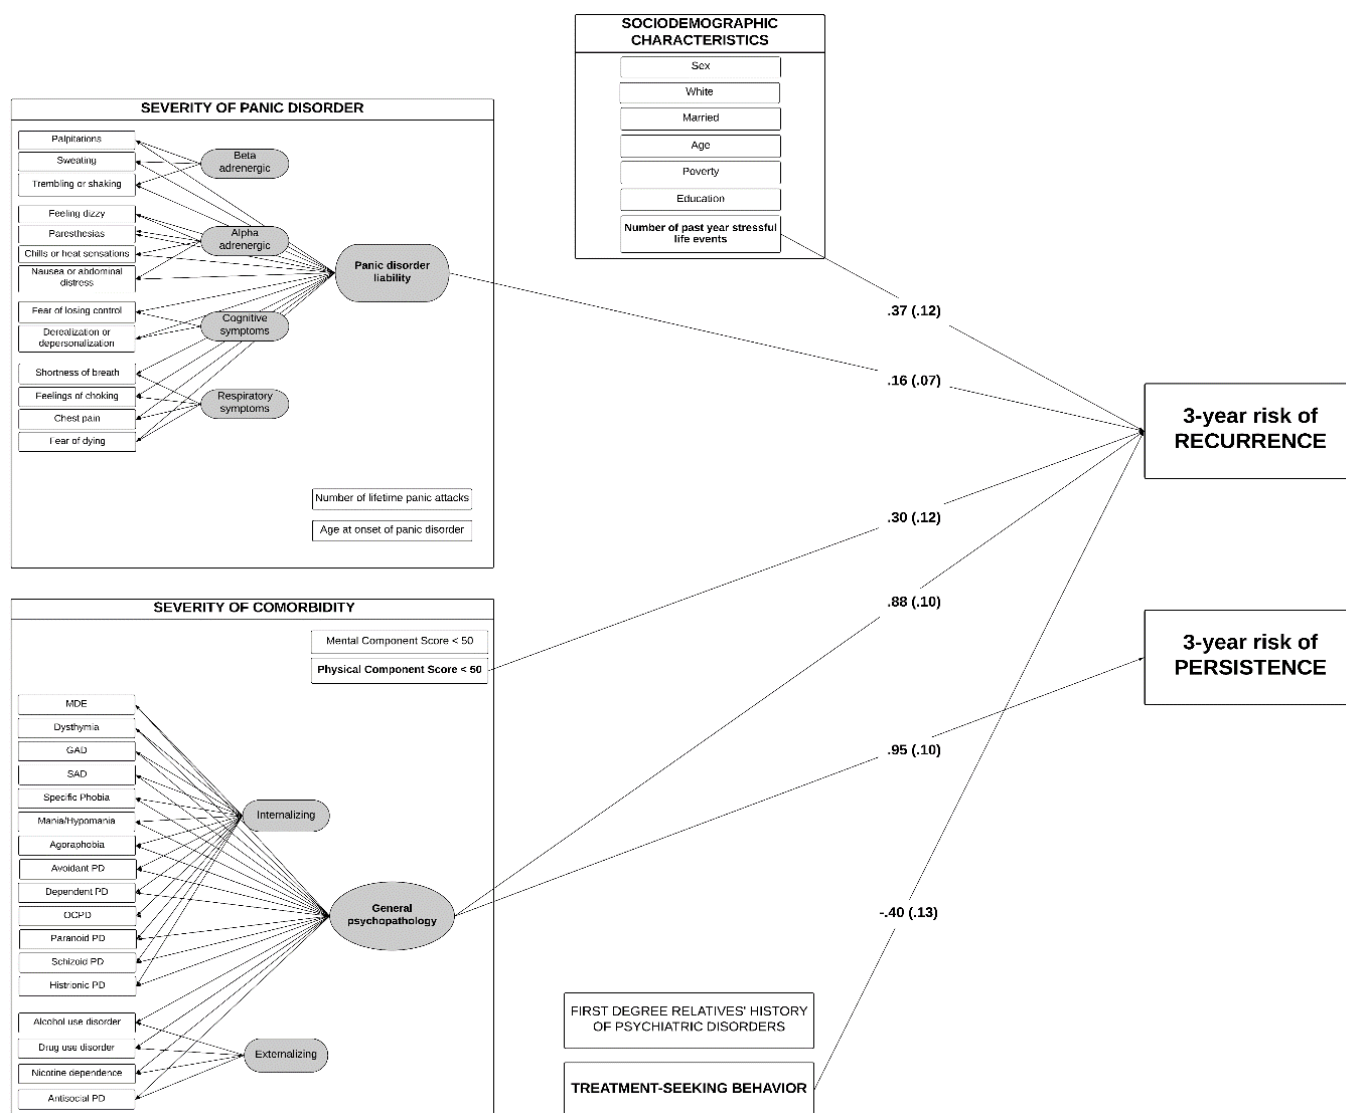 SOCIODEMOGRAPHIC
CHARACTERISTICS
Sex
White
Married
Age
Poverty
Education
Number of past year stressful
life events
SEVERITY OF PANIC DISORDER
Palpitations
Sweating
Trembling or shaking
Feeling dizzy
Paresthesias
Chills or heat sensations
Nausea or abdominal
distress
Fear of losing control
Derealization or
depersonalization
Shortness of breath
Feelings of choking
Chest pain
Fear of dying
Beta
adrenergic
Alpha
adrenergic
Cognitive
symptoms
Respiratory
symptoms
Panic disorder
liability
Number of lifetime panic attacks
Age at onset of panic disorder
SEVERITY OF COMORBIDITY
Mental Component Score < 50
Physical Component Score < 50
MDE
Dysthymia
GAD
SAD
Specific Phobia
Mania/Hypomania
Agoraphobia
Avoidant PD
Dependent PD
OCPD
Paranoid PD
Schizoid PD
Histrionic PD
Alcohol use disorder
Drug use disorder
Nicotine dependence
Antisocial PD
Internalizing
General
psychopathology
Externalizing
FIRST DEGREE RELATIVES' HISTORY
OF PSYCHIATRIC DISORDERS
TREATMENT-SEEKING BEHAVIOR
.37 (.12)
.16 (.07)
.30 (.12)
.88 (.10)
.95 (.10)
-.40 (.13)
3-year risk of
RECURRENCE
3-year risk of
PERSISTENCE